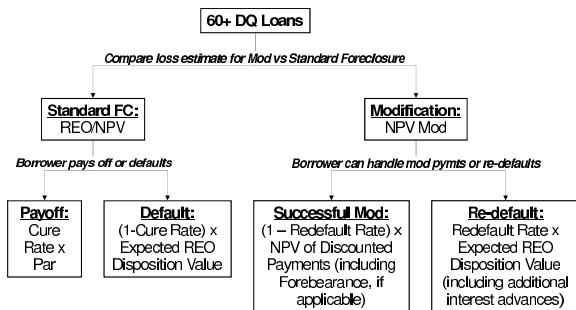 60+ DQ Loans
Compare loss estimate for Mod vs Standard Foreclosure
Standard FC:
REO/NPV
Modification:
NPV Mod
Borrower pays off or defaults
Borrower can handle mod pymts or re-defaults
Payoff:
Cure
Rate x
Par
Default:
(1-Cure Rate) x
Expected REO
Disposition Value
Successful Mod:
(1 – Redefault Rate) x
NPV of Discounted
Payments (including
Forebearance, if
applicable)
Re-default:
Redefault Rate x
Expected REO
Disposition Value
(including additional
interest advances)